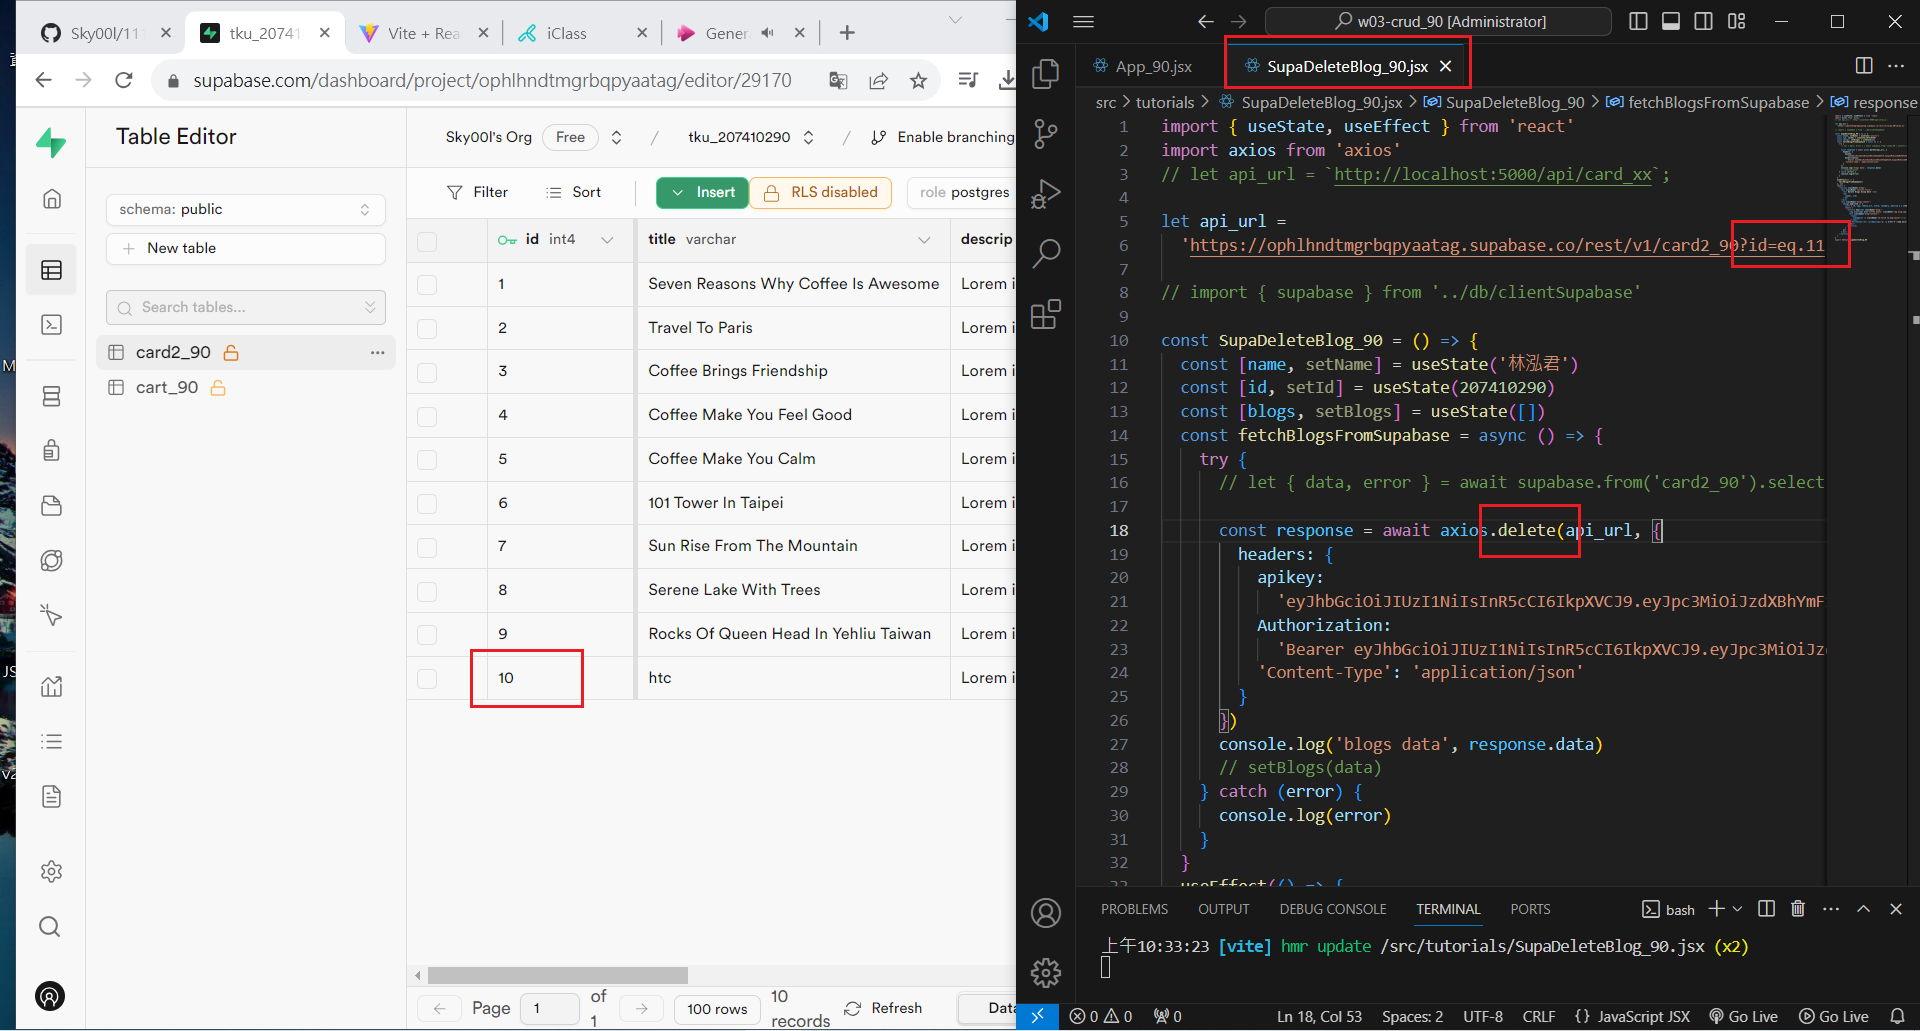 Sky00l/111
tku_20741
Vite + Rea
iClass
Gener
supabase.com/dashboard/project/ophlhndtmgrbqpyaatag/editor/29170
Table Editor
Sky00l's Org Free / tku_207410290 / Enable branching
schema: public
New table
Search tables...
card2_90
cart_90
Filter Sort Insert RLS disabled role postgres
id int4 title varchar descrip
1 Seven Reasons Why Coffee Is Awesome Lorem i
2 Travel To Paris Lorem i
3 Coffee Brings Friendship Lorem i
4 Coffee Make You Feel Good Lorem i
5 Coffee Make You Calm Lorem i
6 101 Tower In Taipei Lorem i
7 Sun Rise From The Mountain Lorem i
8 Serene Lake With Trees Lorem i
9 Rocks Of Queen Head In Yehliu Taiwan Lorem i
10 htc Lorem i
Page 1 of 1 100 rows 10 records Refresh Data
w03-crud_90 [Administrator]
App_90.jsx SupaDeleteBlog_90.jsx
src > tutorials > SupaDeleteBlog_90.jsx > SupaDeleteBlog_90 > fetchBlogsFromSupabase > response
1 import { useState, useEffect } from 'react'
2 import axios from 'axios'
3 // let api_url = `http://localhost:5000/api/card_xx`;
4
5 let api_url =
6 'https://ophlhndtmgrbqpyaatag.supabase.co/rest/v1/card2_90?id=eq.11
7
8 // import { supabase } from '../db/clientSupabase'
9
10 const SupaDeleteBlog_90 = () => {
11 const [name, setName] = useState('林泓君')
12 const [id, setId] = useState(207410290)
13 const [blogs, setBlogs] = useState([])
14 const fetchBlogsFromSupabase = async () => {
15 try {
16 // let { data, error } = await supabase.from('card2_90').select
17
18 const response = await axios.delete(api_url, {
19 headers: {
20 apikey:
21 'eyJhbGciOiJIUzI1NiIsInR5cCI6IkpXVCJ9.eyJpc3MiOiJzdXBhYmF
22 Authorization:
23 'Bearer eyJhbGciOiJIUzI1NiIsInR5cCI6IkpXVCJ9.eyJpc3MiOiJz
24 'Content-Type': 'application/json'
25 }
26 })
27 console.log('blogs data', response.data)
28 // setBlogs(data)
29 } catch (error) {
30 console.log(error)
31 }
32 }
33 useEffect(() => {
PROBLEMS OUTPUT DEBUG CONSOLE TERMINAL PORTS bash
上午10:33:23 [vite] hmr update /src/tutorials/SupaDeleteBlog_90.jsx (x2)
0 0 0 Ln 18, Col 53 Spaces: 2 UTF-8 CRLF {} JavaScript JSX Go Live Go Live